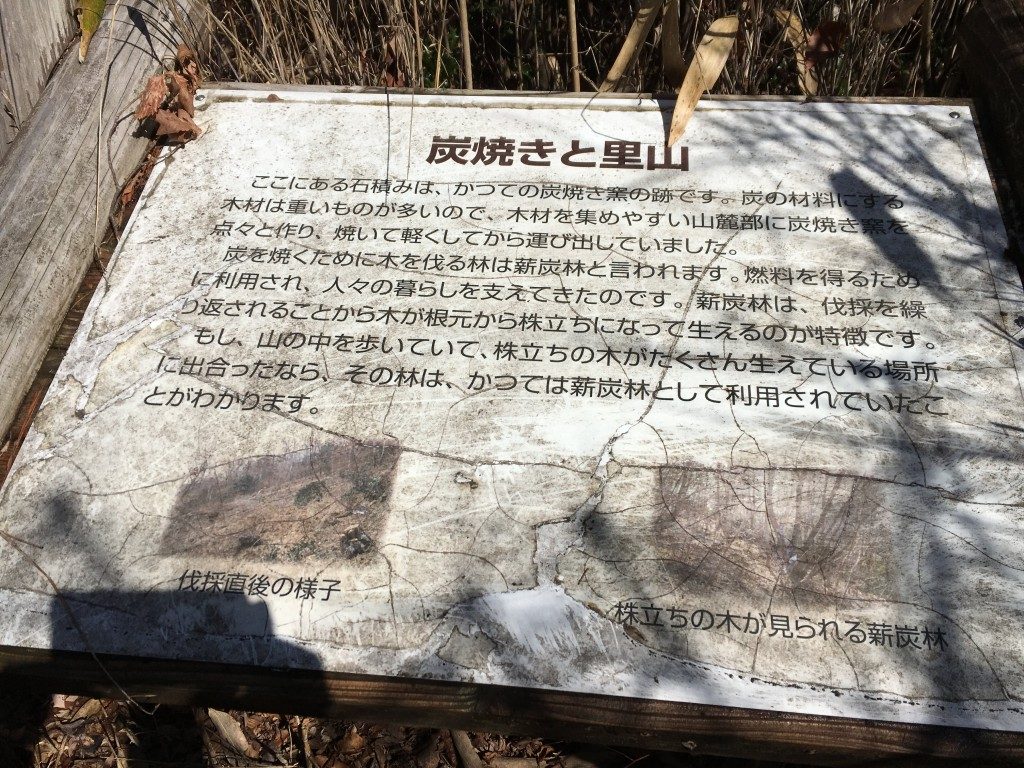 炭焼きと里山
ここにある石積みは、かつての炭焼き窯の跡です。炭の材料にする
木材は重いものが多いので、木材を集めやすい山麓部に炭焼き窯を
点々と作り、焼いて軽くしてから運び出していました。
炭を焼くために木を伐る林は薪炭林と言われます。燃料を得るため
に利用され、人々の暮らしを支えてきたのです。薪炭林は、伐採を繰
り返されることから木が根元から株立ちになって生えるのが特徴です。
もし、山の中を歩いていて、株立ちの木がたくさん生えている場所
に出合ったなら、その林は、かつては薪炭林として利用されていたこ
とがわかります。
伐採直後の様子
株立ちの木が見られる薪炭林